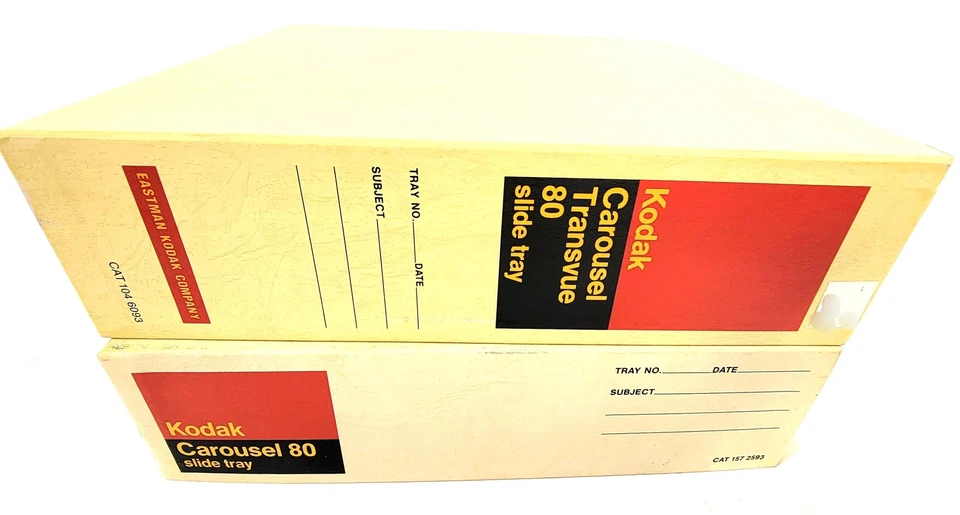 Kodak
Carousel
Transvue
80
slide tray
TRAY NO. DATE
SUBJECT
EASTMAN KODAK COMPANY
CAT 104 6093
Kodak
Carousel 80
slide tray
TRAY NO. DATE
SUBJECT
CAT 157 2593